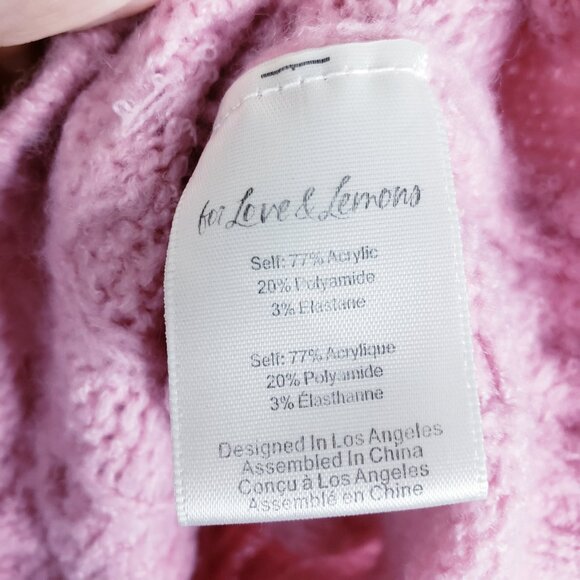 for Love & Lemons
Self: 77% Acrylic
20% Polyamide
3% Elastane
Self: 77% Acrylique
20% Polyamide
3% Élasthanne
Designed In Los Angeles
Assembled In China
Conçu à Los Angeles
Assemblé en Chine